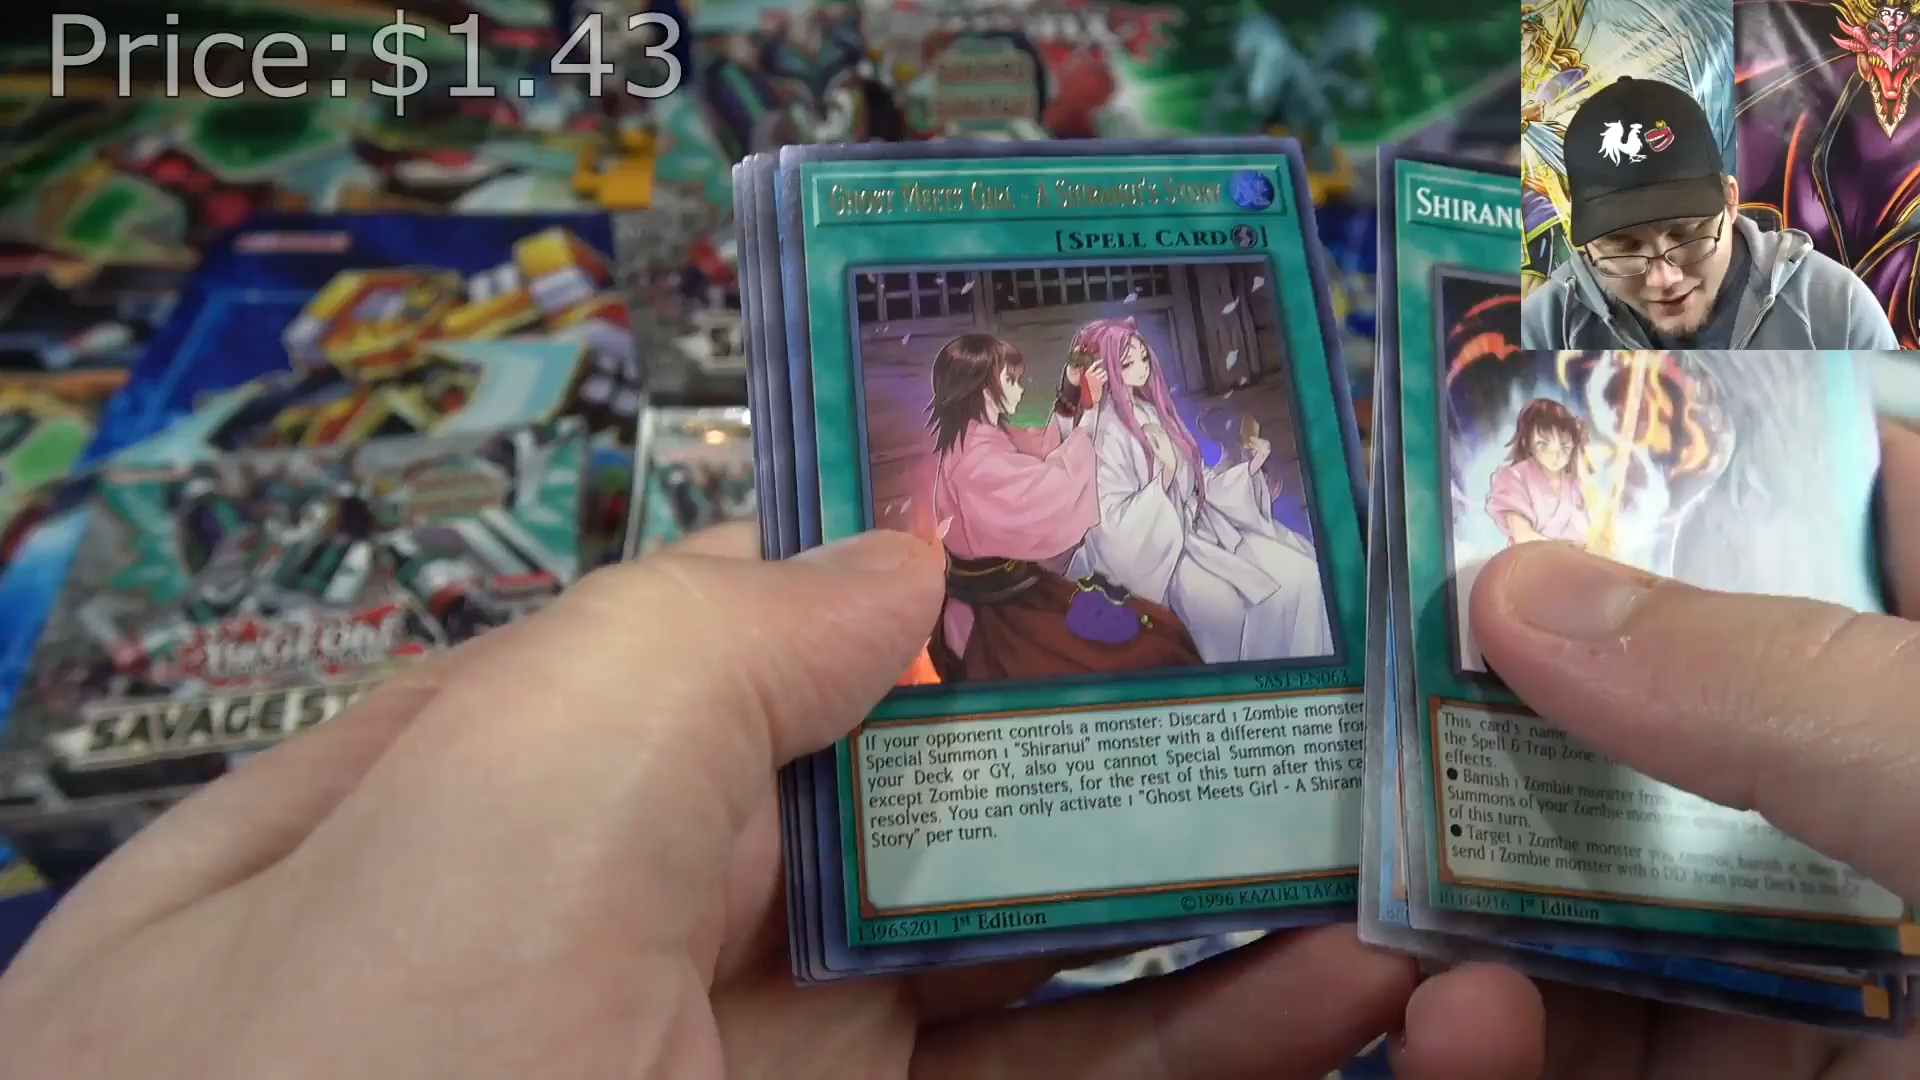 Price:$1.43
Ghost Meets Girl - A Shiranui's Story
[Spell Card]
SAST-EN063
If your opponent controls a monster: Discard 1 Zombie monster
Special Summon 1 "Shiranui" monster with a different name from
your Deck or GY, also you cannot Special Summon monster
except Zombie monsters, for the rest of this turn after this ca
resolves. You can only activate 1 "Ghost Meets Girl - A Shiran
Story" per turn.
13965201 1st Edition
©1996 KAZUKI TAKAH
Shiranu
This card's name
the Spell & Trap Zone
effects.
● Banish 1 Zombie monster from
Summons of your Zombie
of this turn.
● Target 1 Zombie monster you control, banish it, then
send 1 Zombie monster with 0 DEF from your Deck to the GY
1st Edition
SAVAGE S